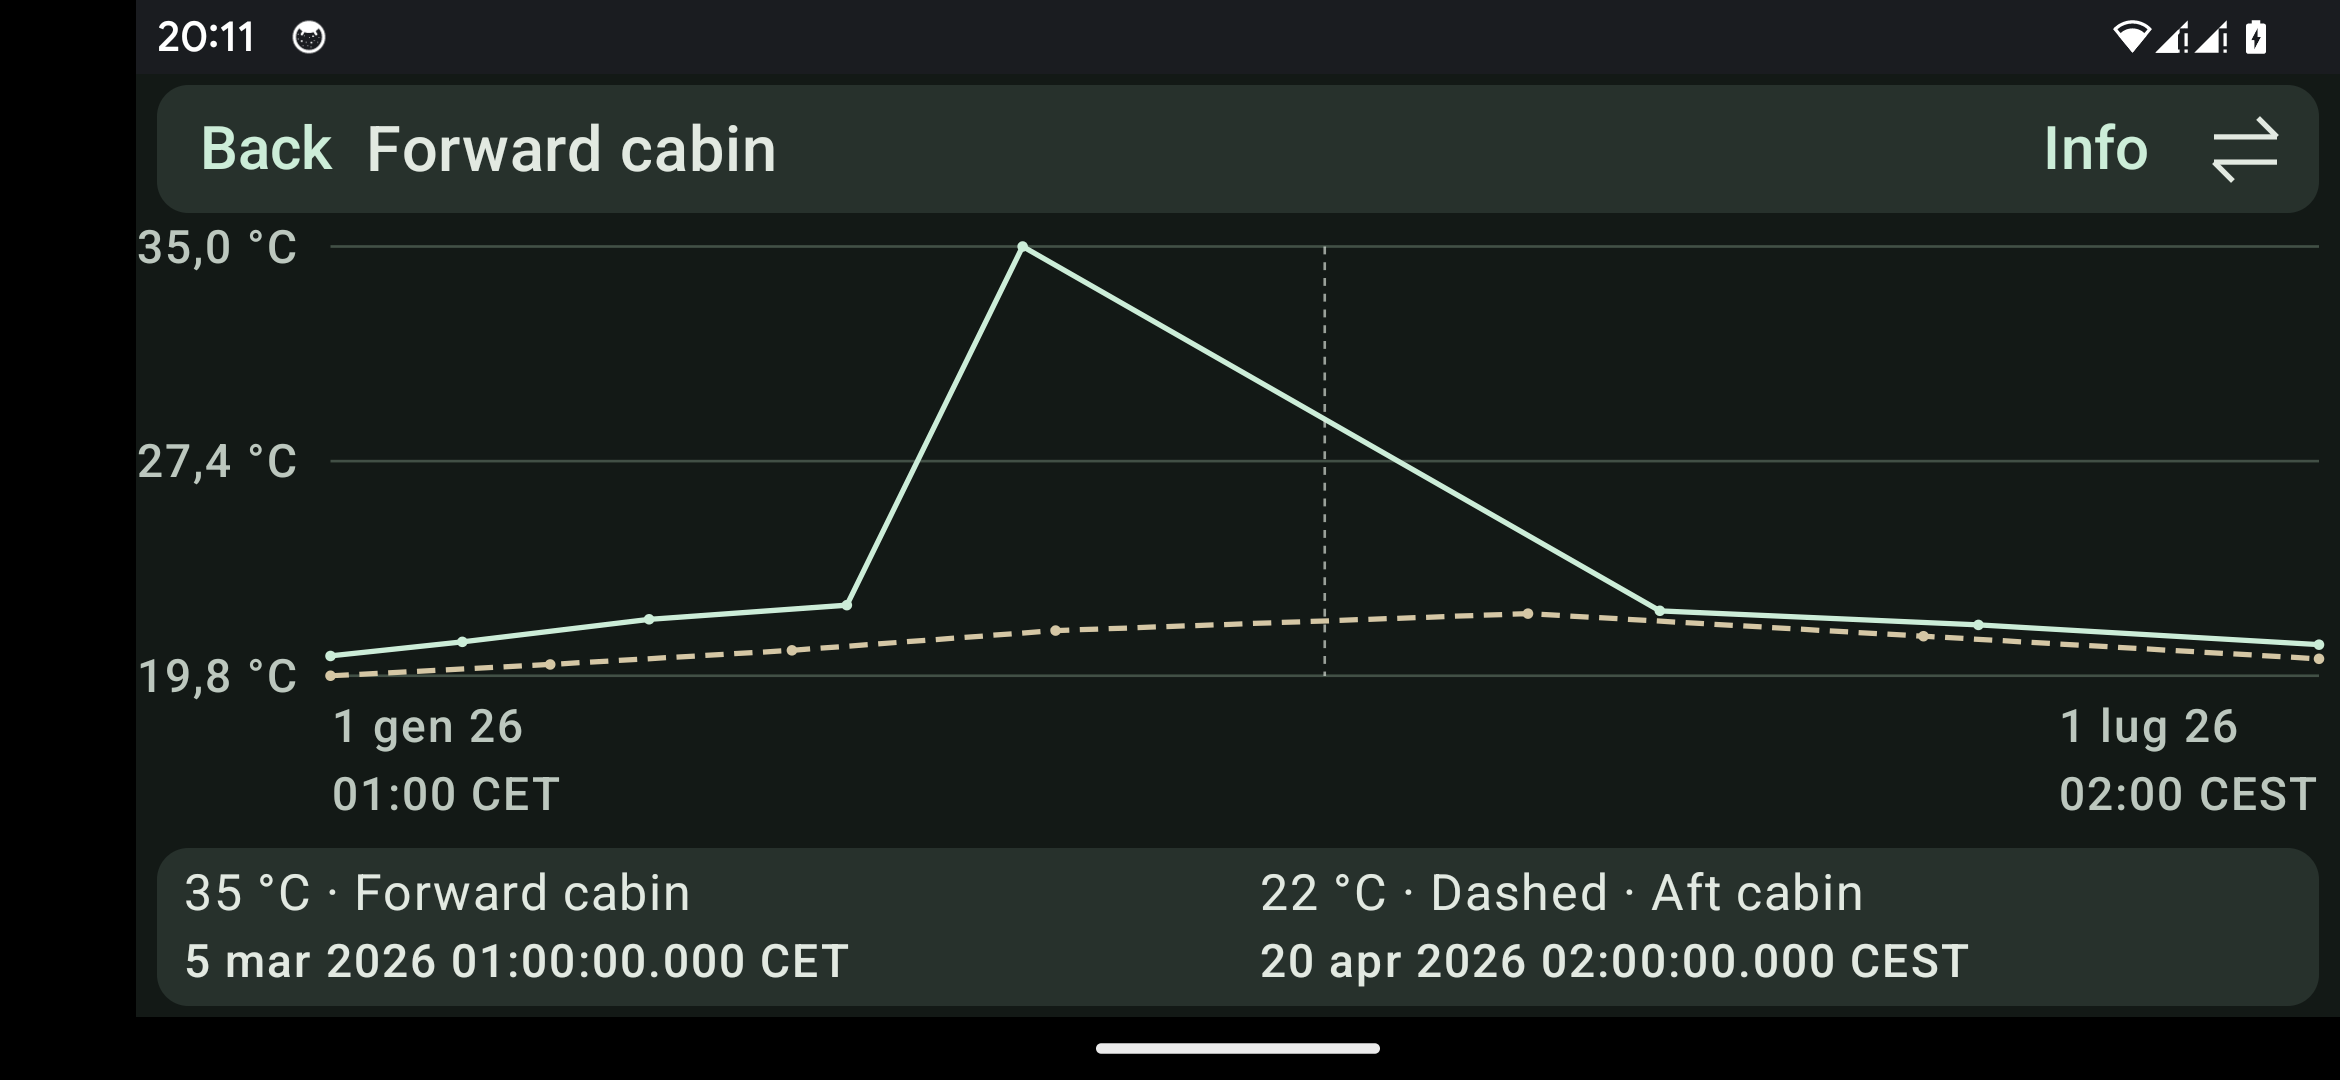 20:11
Back Forward cabin Info
35,0 °C
27,4 °C
19,8 °C
1 gen 26 1 lug 26
01:00 CET 02:00 CEST
35 °C · Forward cabin 22 °C · Dashed · Aft cabin
5 mar 2026 01:00:00.000 CET 20 apr 2026 02:00:00.000 CEST